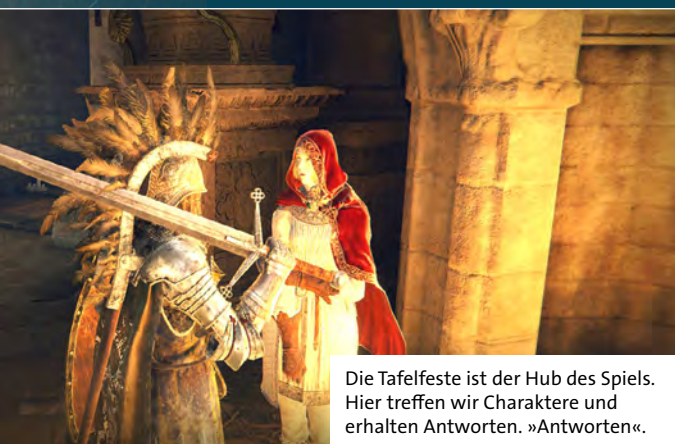 Die Tafelfeste ist der Hub des Spiels.
Hier treffen wir Charaktere und
erhalten Antworten. »Antworten«.